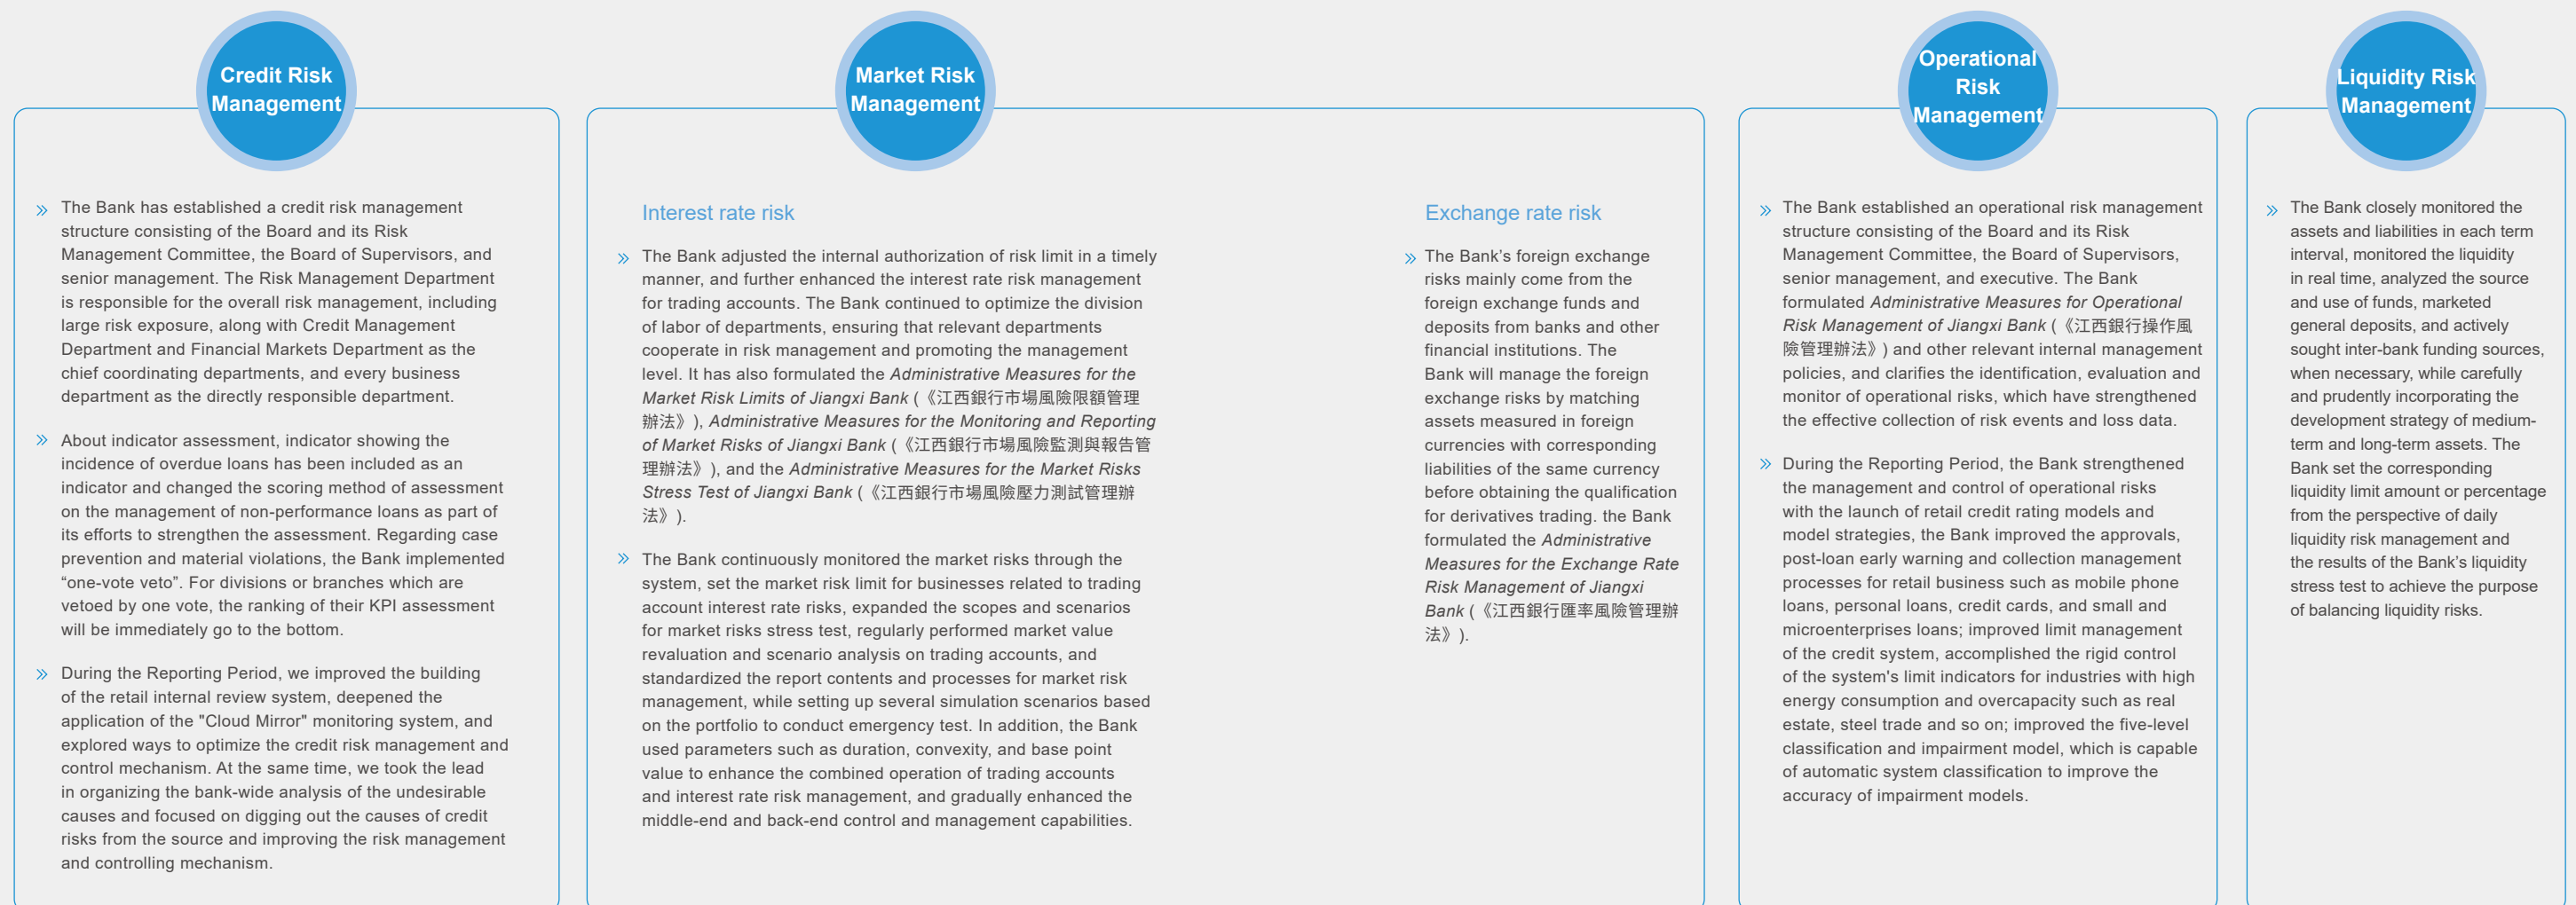 Credit Risk
Management
The Bank has established a credit risk management
structure consisting of the Board and its Risk
Management Committee, the Board of Supervisors, and
senior management. The Risk Management Department
is responsible for the overall risk management, including
large risk exposure, along with Credit Management
Department and Financial Markets Department as the
chief coordinating departments, and every business
department as the directly responsible department.
About indicator assessment, indicator showing the
incidence of overdue loans has been included as an
indicator and changed the scoring method of assessment
on the management of non-performance loans as part of
its efforts to strengthen the assessment. Regarding case
prevention and material violations, the Bank implemented
“one-vote veto”. For divisions or branches which are
vetoed by one vote, the ranking of their KPI assessment
will be immediately go to the bottom.
During the Reporting Period, we improved the building
of the retail internal review system, deepened the
application of the "Cloud Mirror" monitoring system, and
explored ways to optimize the credit risk management and
control mechanism. At the same time, we took the lead
in organizing the bank-wide analysis of the undesirable
causes and focused on digging out the causes of credit
risks from the source and improving the risk management
and controlling mechanism.
Market Risk
Management
Interest rate risk
The Bank adjusted the internal authorization of risk limit in a timely
manner, and further enhanced the interest rate risk management
for trading accounts. The Bank continued to optimize the division
of labor of departments, ensuring that relevant departments
cooperate in risk management and promoting the management
level. It has also formulated the Administrative Measures for the
Market Risk Limits of Jiangxi Bank (《江西銀行市場風險限額管理
辦法》), Administrative Measures for the Monitoring and Reporting
of Market Risks of Jiangxi Bank (《江西銀行市場風險監測與報告管
理辦法》), and the Administrative Measures for the Market Risks
Stress Test of Jiangxi Bank (《江西銀行市場風險壓力測試管理辦
法》).
The Bank continuously monitored the market risks through the
system, set the market risk limit for businesses related to trading
account interest rate risks, expanded the scopes and scenarios
for market risks stress test, regularly performed market value
revaluation and scenario analysis on trading accounts, and
standardized the report contents and processes for market risk
management, while setting up several simulation scenarios based
on the portfolio to conduct emergency test. In addition, the Bank
used parameters such as duration, convexity, and base point
value to enhance the combined operation of trading accounts
and interest rate risk management, and gradually enhanced the
middle-end and back-end control and management capabilities.
Exchange rate risk
The Bank’s foreign exchange
risks mainly come from the
foreign exchange funds and
deposits from banks and other
financial institutions. The
Bank will manage the foreign
exchange risks by matching
assets measured in foreign
currencies with corresponding
liabilities of the same currency
before obtaining the qualification
for derivatives trading. the Bank
formulated the Administrative
Measures for the Exchange Rate
Risk Management of Jiangxi
Bank (《江西銀行匯率風險管理辦
法》).
Operational
Risk
Management
The Bank established an operational risk management
structure consisting of the Board and its Risk
Management Committee, the Board of Supervisors,
senior management, and executive. The Bank
formulated Administrative Measures for Operational
Risk Management of Jiangxi Bank (《江西銀行操作風
險管理辦法》) and other relevant internal management
policies, and clarifies the identification, evaluation and
monitor of operational risks, which have strengthened
the effective collection of risk events and loss data.
During the Reporting Period, the Bank strengthened
the management and control of operational risks
with the launch of retail credit rating models and
model strategies, the Bank improved the approvals,
post-loan early warning and collection management
processes for retail business such as mobile phone
loans, personal loans, credit cards, and small and
microenterprises loans; improved limit management
of the credit system, accomplished the rigid control
of the system's limit indicators for industries with high
energy consumption and overcapacity such as real
estate, steel trade and so on; improved the five-level
classification and impairment model, which is capable
of automatic system classification to improve the
accuracy of impairment models.
Liquidity Risk
Management
The Bank closely monitored the
assets and liabilities in each term
interval, monitored the liquidity
in real time, analyzed the source
and use of funds, marketed
general deposits, and actively
sought inter-bank funding sources,
when necessary, while carefully
and prudently incorporating the
development strategy of medium-
term and long-term assets. The
Bank set the corresponding
liquidity limit amount or percentage
from the perspective of daily
liquidity risk management and
the results of the Bank’s liquidity
stress test to achieve the purpose
of balancing liquidity risks.